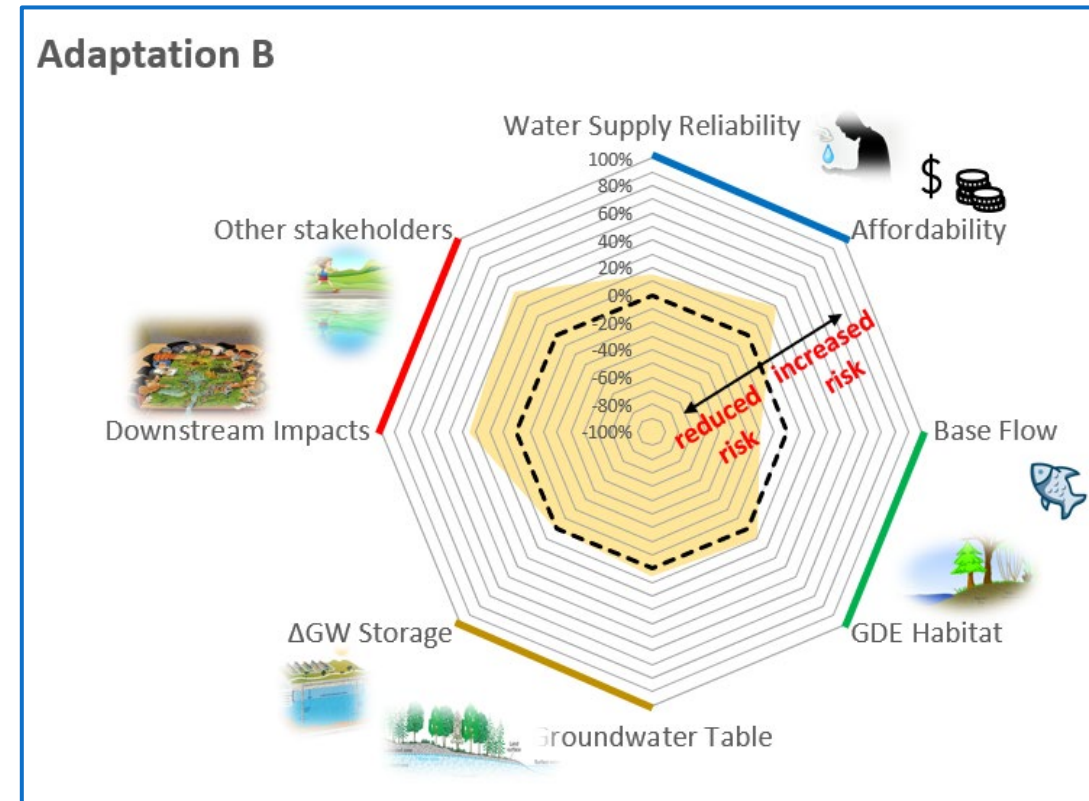 Adaptation B
Water Supply Reliability
$
Affordability
Other stakeholders
100%
80%
60%
40%
20%
0%
-20%
-40%
-60%
-80%
-100%
increased
risk
reduced
risk
Downstream Impacts
Base Flow
ΔGW Storage
GDE Habitat
roundwater Table